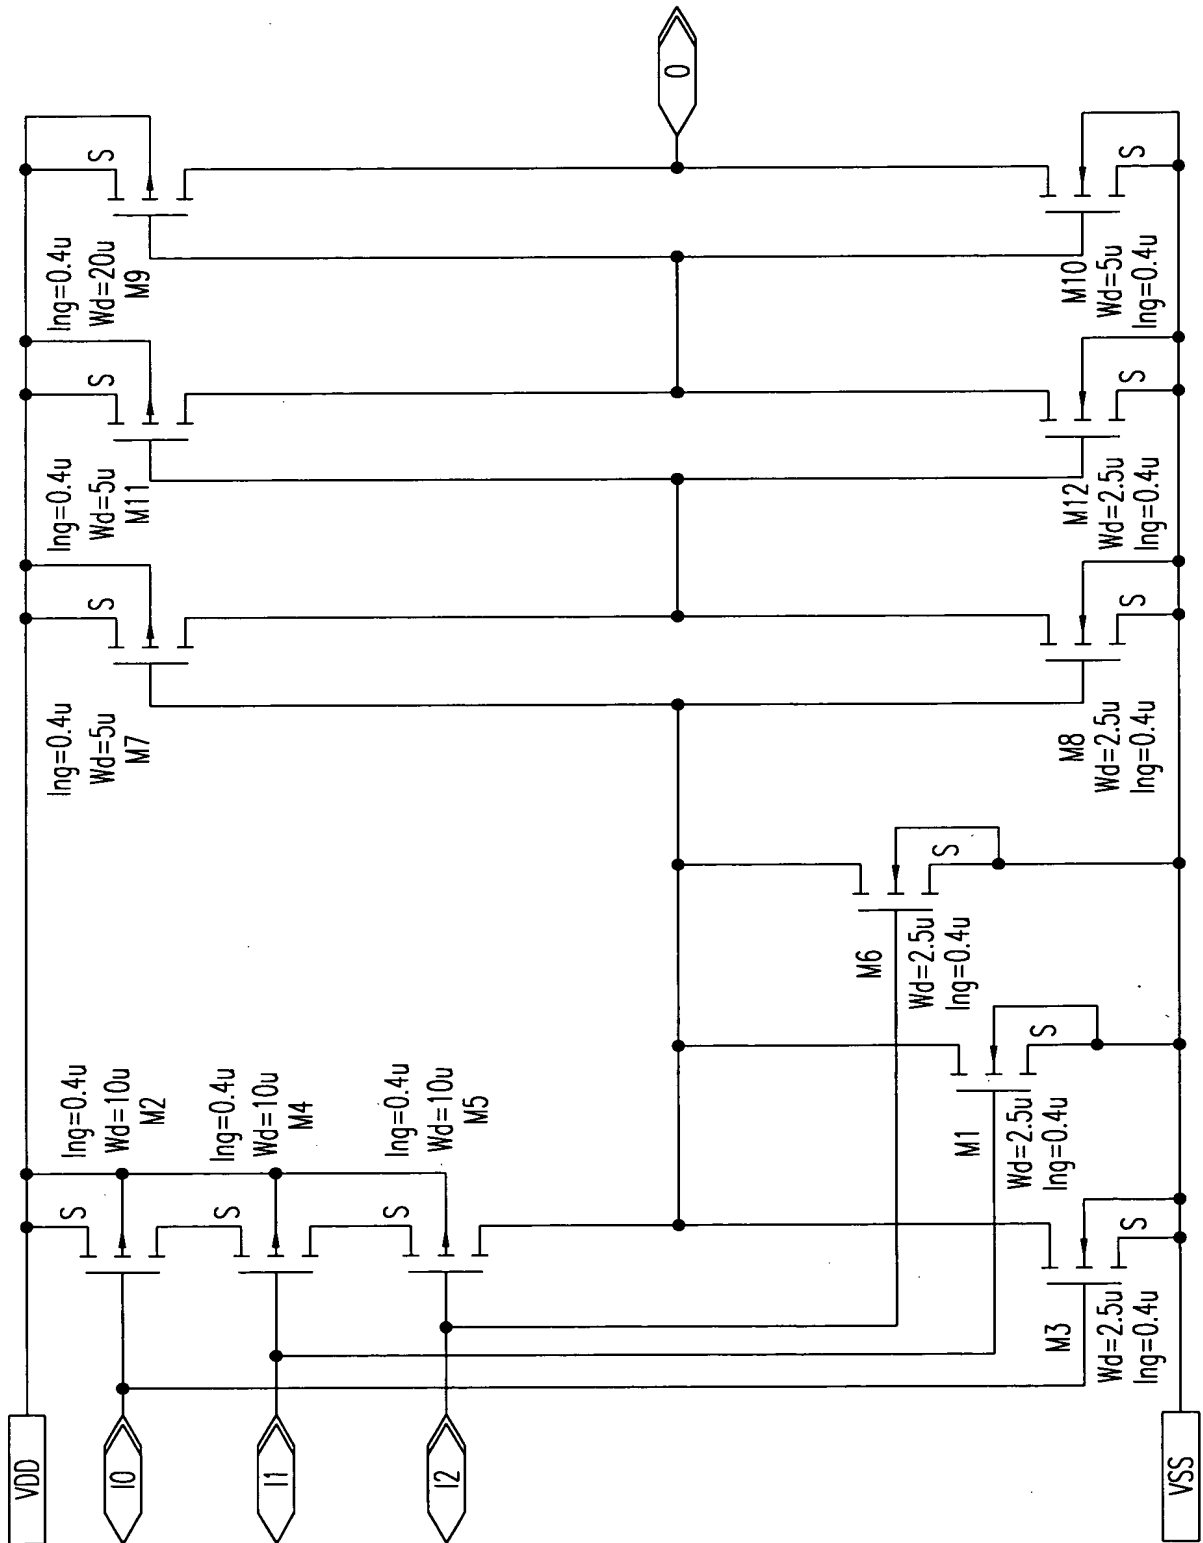 VDD
I0
I1
I2
VSS
S
lng=0.4u
Wd=10u
M2
S
lng=0.4u
Wd=10u
M4
S
lng=0.4u
Wd=10u
M5
M3
Wd=2.5u
lng=0.4u
S
M1
Wd=2.5u
lng=0.4u
S
M6
Wd=2.5u
lng=0.4u
S
lng=0.4u
Wd=5u
M7
S
M8
Wd=2.5u
lng=0.4u
S
lng=0.4u
Wd=5u
M11
S
M12
Wd=2.5u
lng=0.4u
S
lng=0.4u
Wd=20u
M9
S
M10
Wd=5u
lng=0.4u
S
O